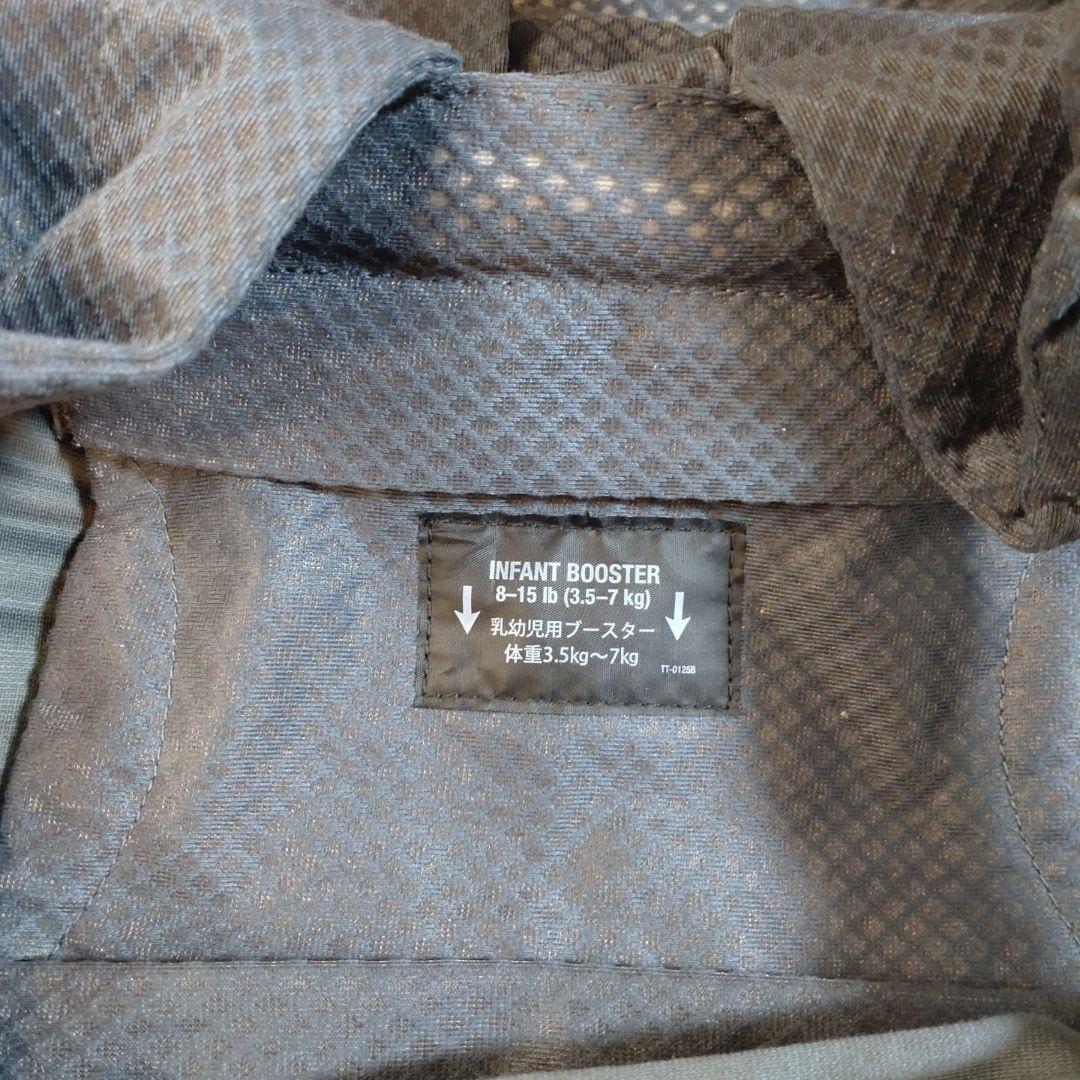 INFANT BOOSTER
8–15 lb (3.5–7 kg)
乳幼児用ブースター
体重3.5kg〜7kg
TT-0125B